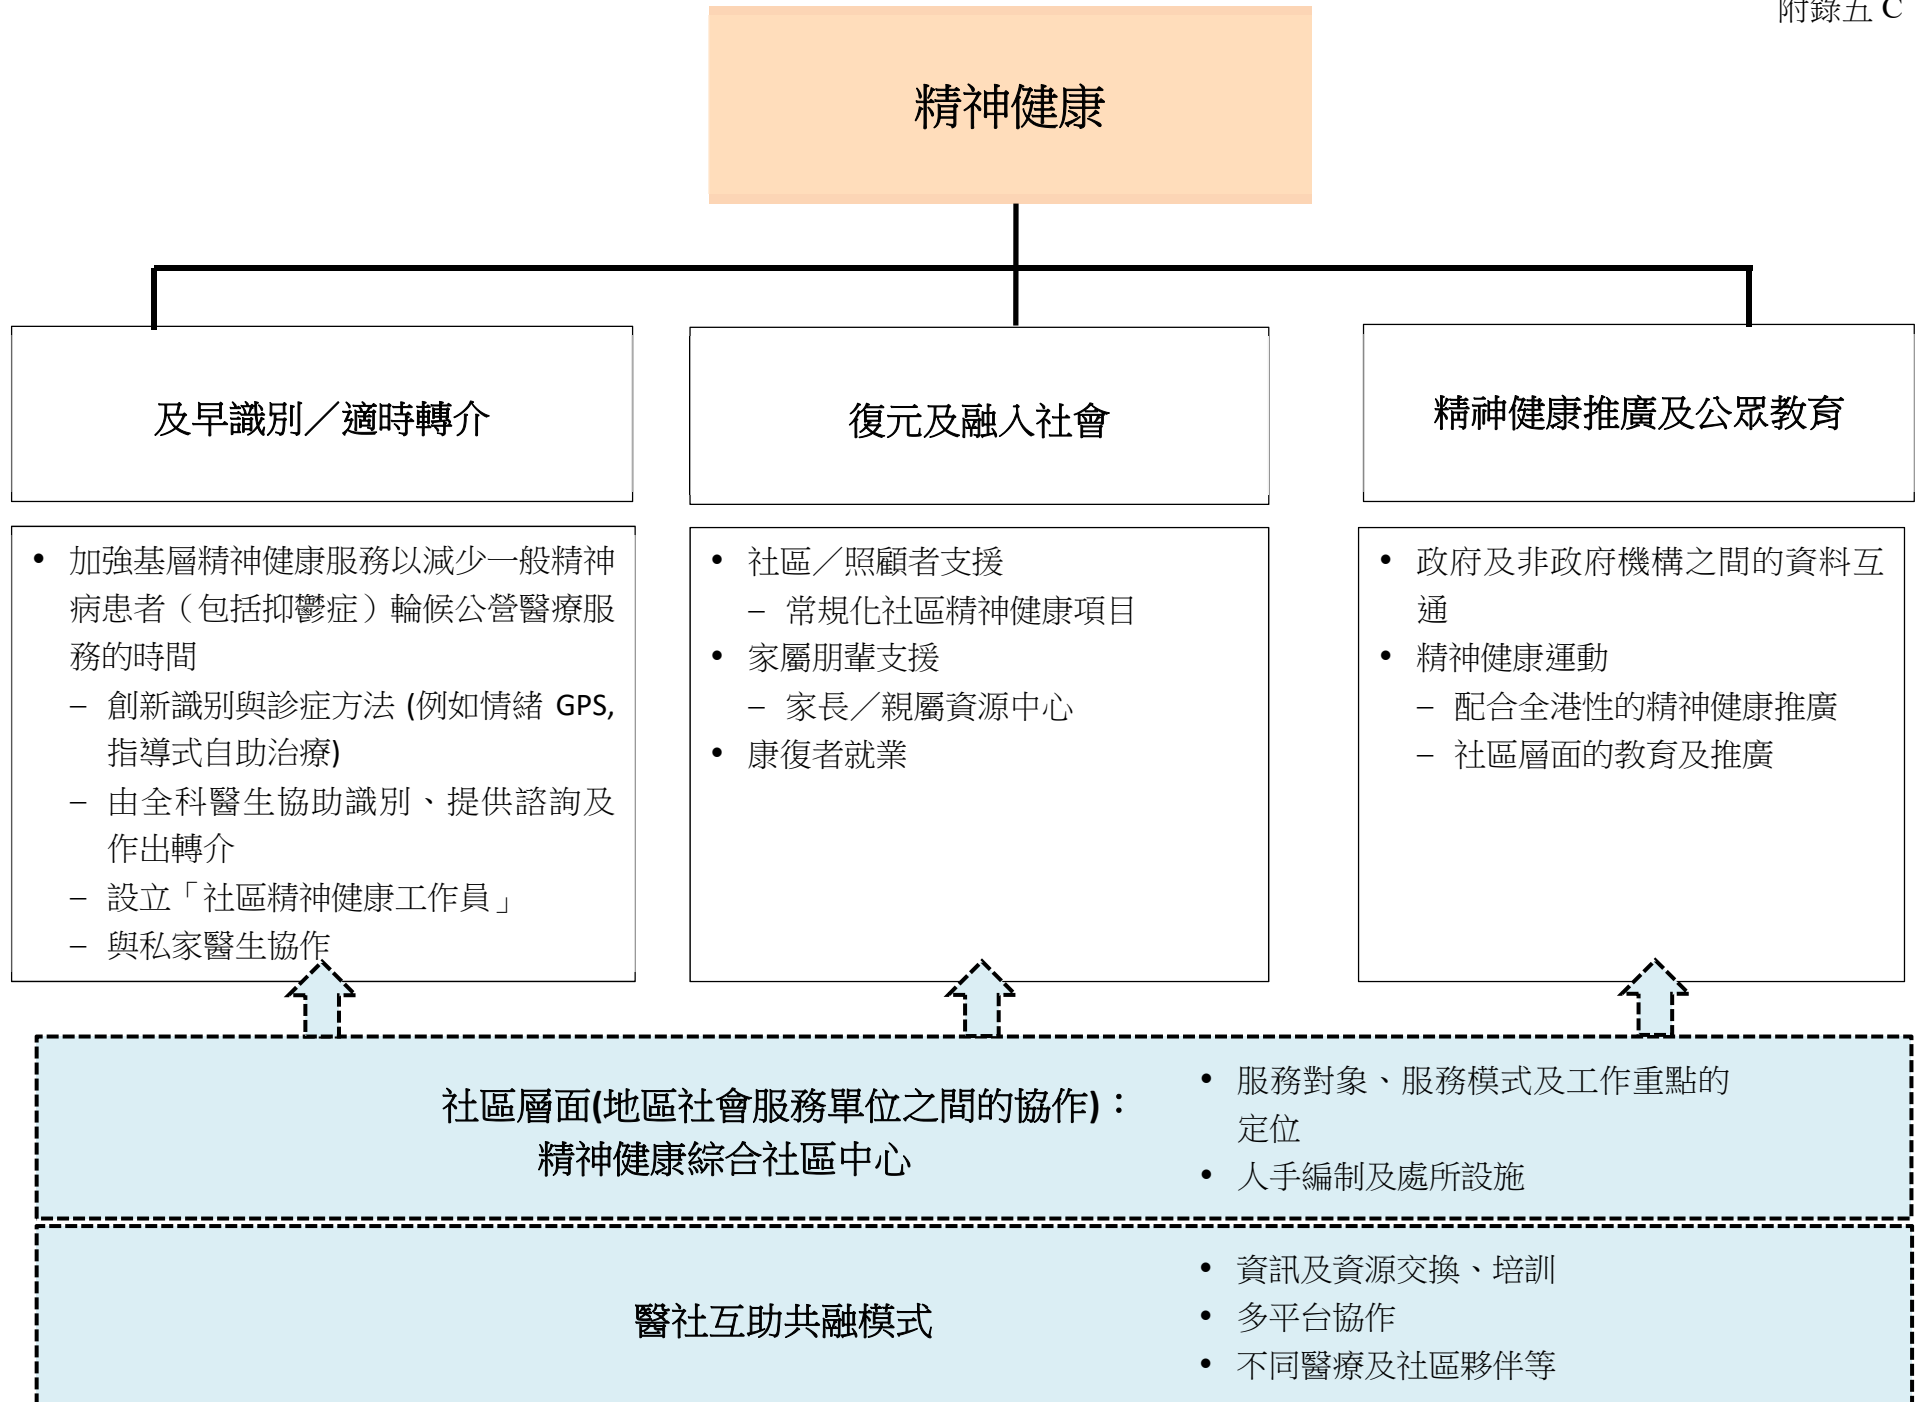 附錄五 C
精神健康
及早識別／適時轉介
復元及融入社會
精神健康推廣及公眾教育
• 加強基層精神健康服務以減少一般精神
病患者（包括抑鬱症）輪候公營醫療服
務的時間
– 創新識別與診症方法 (例如情緒 GPS,
指導式自助治療)
– 由全科醫生協助識別、提供諮詢及
作出轉介
– 設立「社區精神健康工作員」
– 與私家醫生協作
• 社區／照顧者支援
– 常規化社區精神健康項目
• 家屬朋輩支援
– 家長／親屬資源中心
• 康復者就業
• 政府及非政府機構之間的資料互
通
• 精神健康運動
– 配合全港性的精神健康推廣
– 社區層面的教育及推廣
社區層面(地區社會服務單位之間的協作)：
精神健康綜合社區中心
• 服務對象、服務模式及工作重點的
定位
• 人手編制及處所設施
醫社互助共融模式
• 資訊及資源交換、培訓
• 多平台協作
• 不同醫療及社區夥伴等